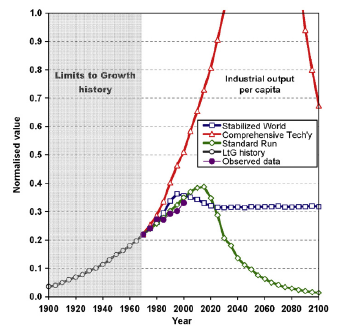 1.0
0.9
0.8
0.7
0.6
0.5
0.4
0.3
0.2
0.1
0.0
Normalised value
Limits to Growth
history
Industrial output
per capita
Stabilized World
Comprehensive Tech'y
Standard Run
LtG history
Observed data
1900 1920 1940 1960 1980 2000 2020 2040 2060 2080 2100
Year